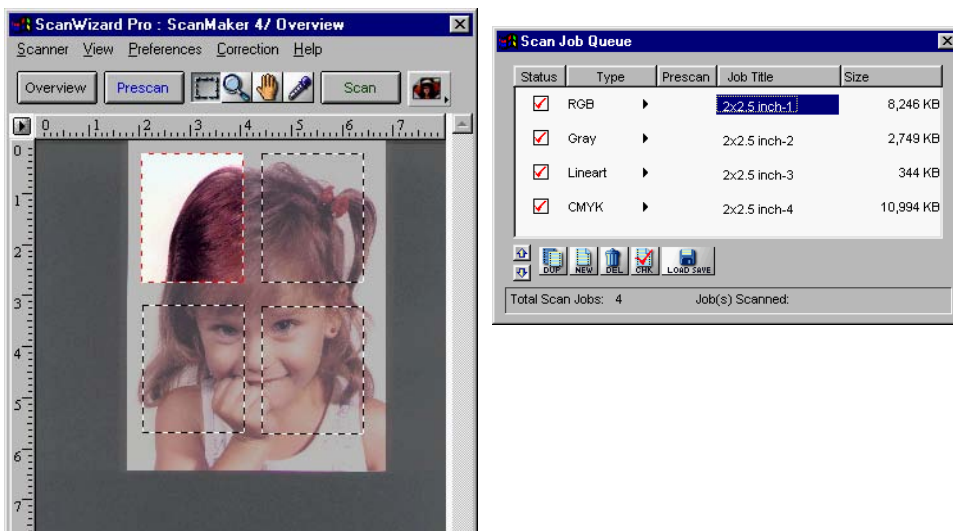 ScanWizard Pro : ScanMaker 4/ Overview
Scanner View Preferences Correction Help
Overview Prescan Scan
0 1 2 3 4 5 6 7
0
1
2
3
4
5
6
7
Scan Job Queue
Status Type Prescan Job Title Size
RGB 2x2.5 inch-1 8,246 KB
Gray 2x2.5 inch-2 2,749 KB
Lineart 2x2.5 inch-3 344 KB
CMYK 2x2.5 inch-4 10,994 KB
DUP NEW DEL CHK LOAD SAVE
Total Scan Jobs: 4 Job(s) Scanned: